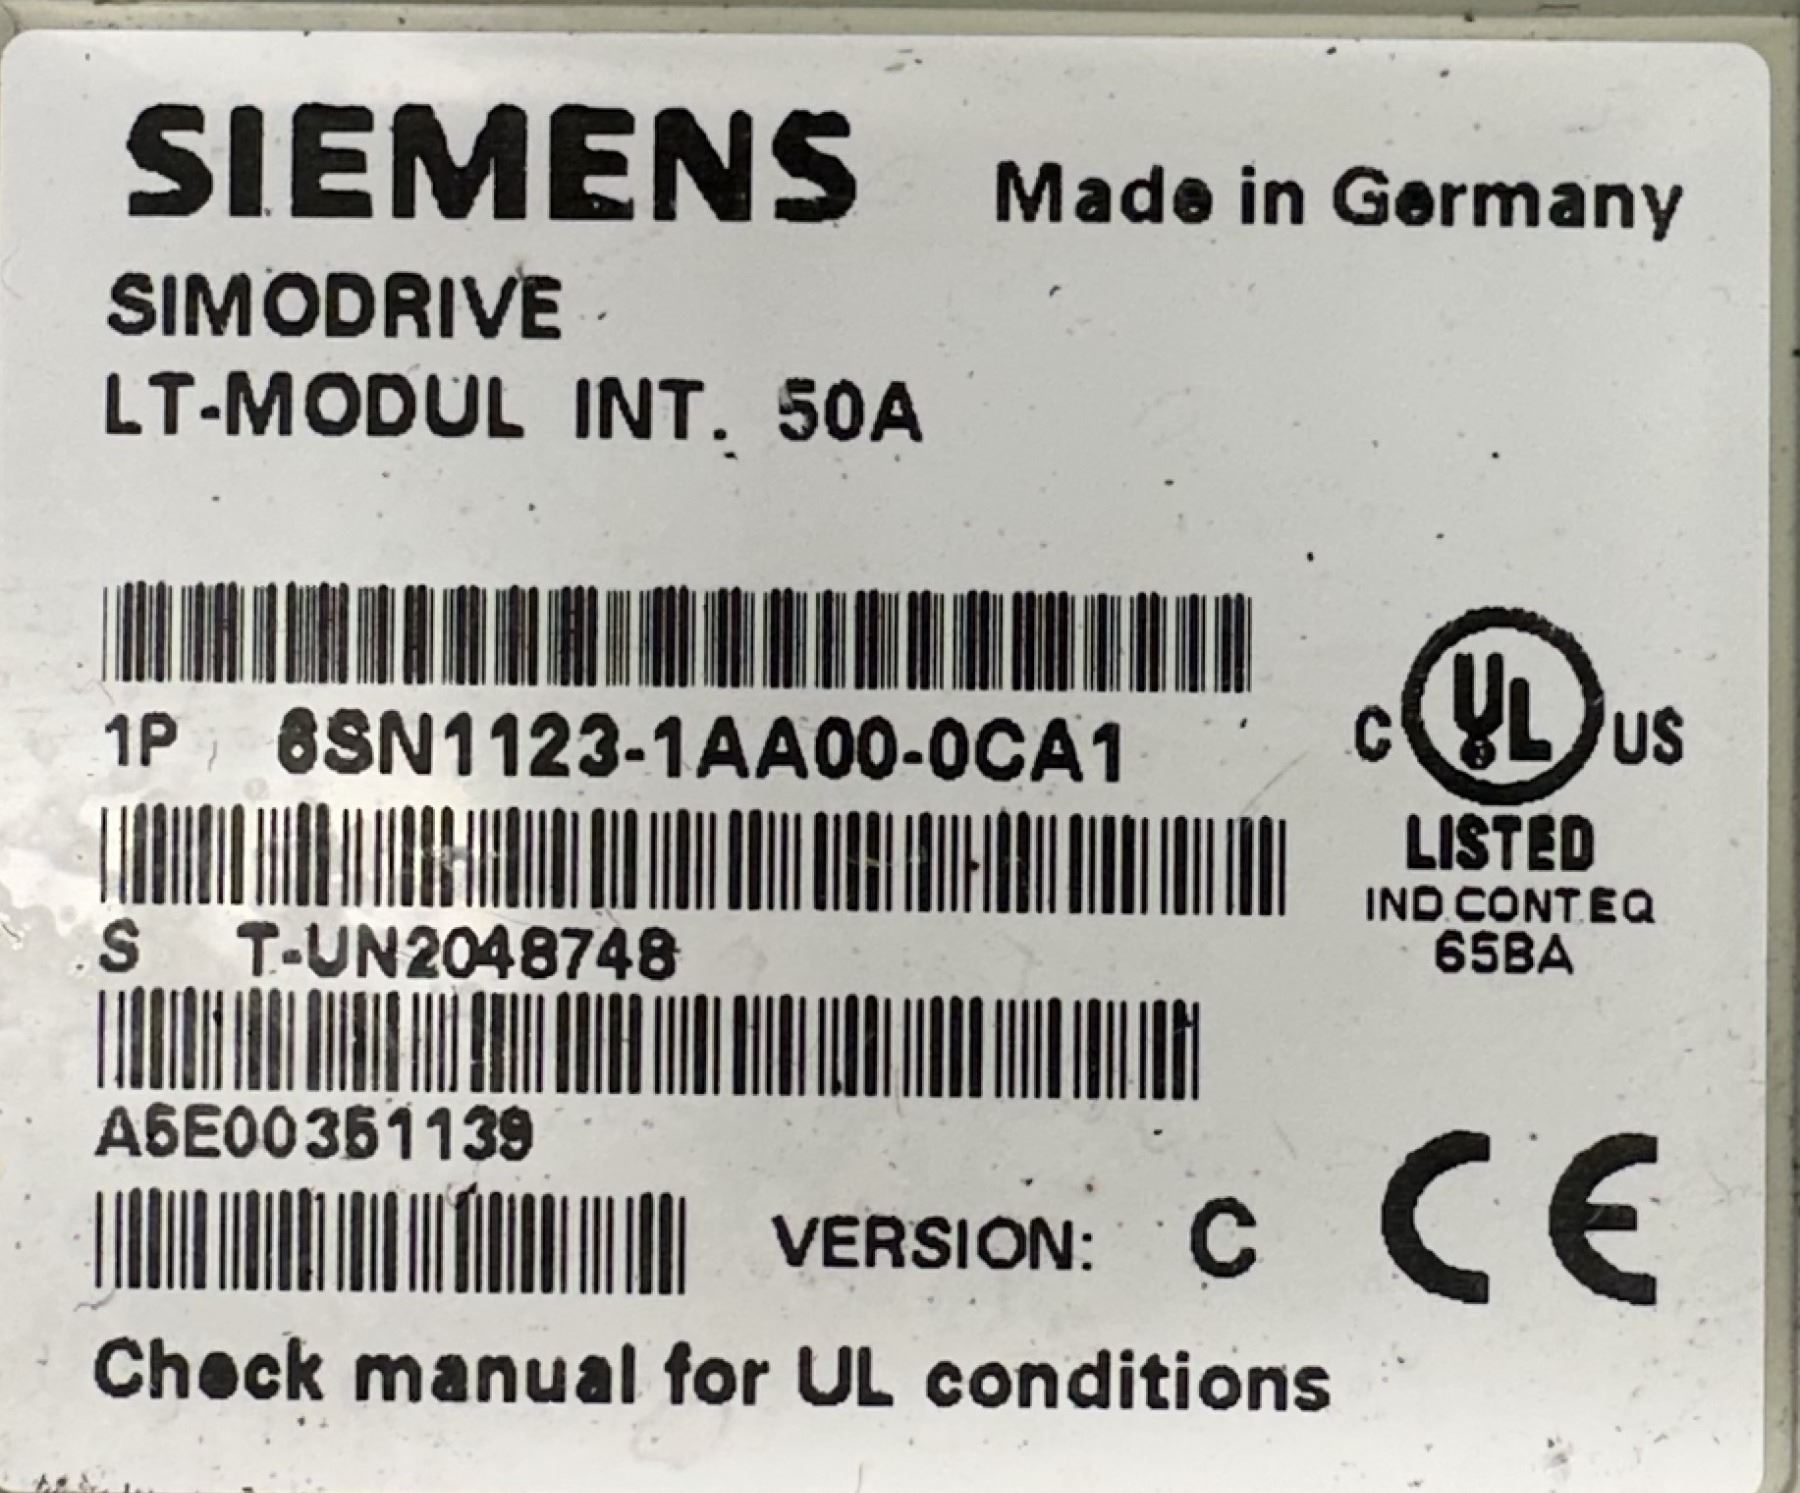 SIEMENS Made in Germany
SIMODRIVE
LT-MODUL INT. 50A
1P 6SN1123-1AA00-0CA1
C UL US
LISTED
IND.CONT.EQ
65BA
S T-UN2048748
A5E00351139
VERSION: C
CE
Check manual for UL conditions